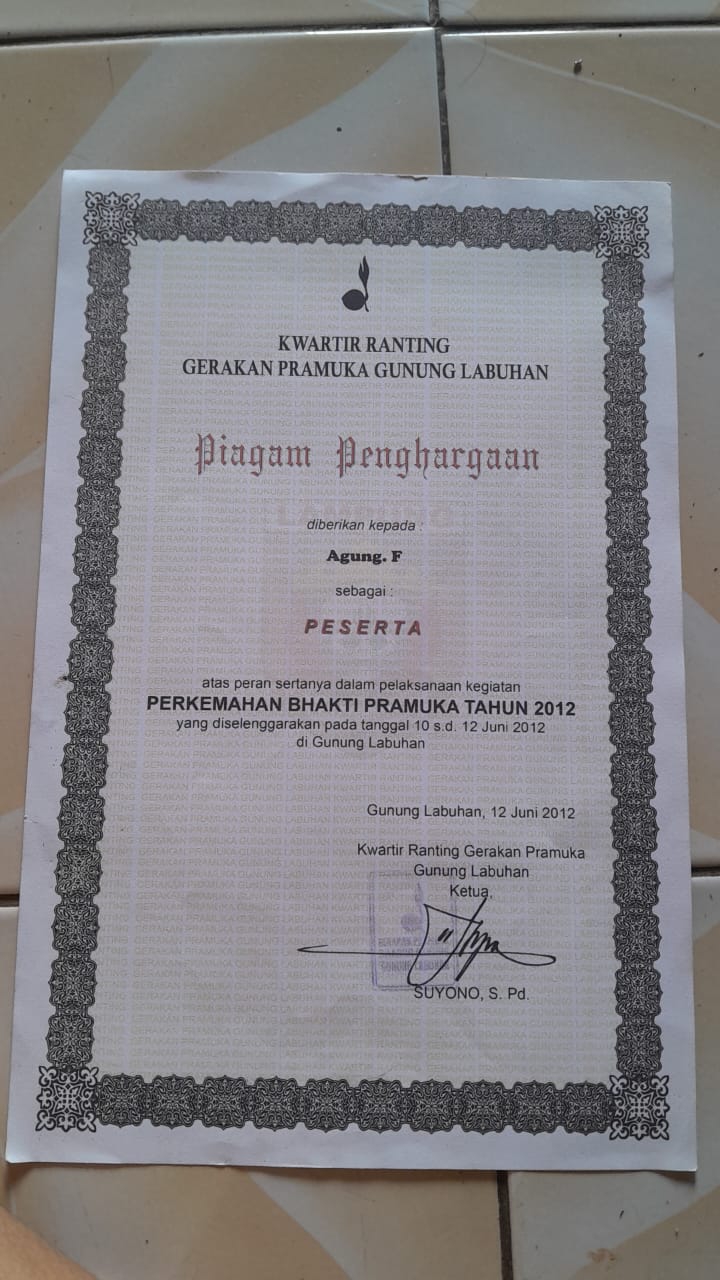 KWARTIR RANTING
GERAKAN PRAMUKA GUNUNG LABUHAN
Piagam Penghargaan
LAMPUNG
diberikan kepada :
Agung. F
sebagai :
PESERTA
atas peran sertanya dalam pelaksanaan kegiatan
PERKEMAHAN BHAKTI PRAMUKA TAHUN 2012
yang diselenggarakan pada tanggal 10 s.d. 12 Juni 2012
di Gunung Labuhan
Gunung Labuhan, 12 Juni 2012
Kwartir Ranting Gerakan Pramuka
Gunung Labuhan
Ketua,
SUYONO, S. Pd.